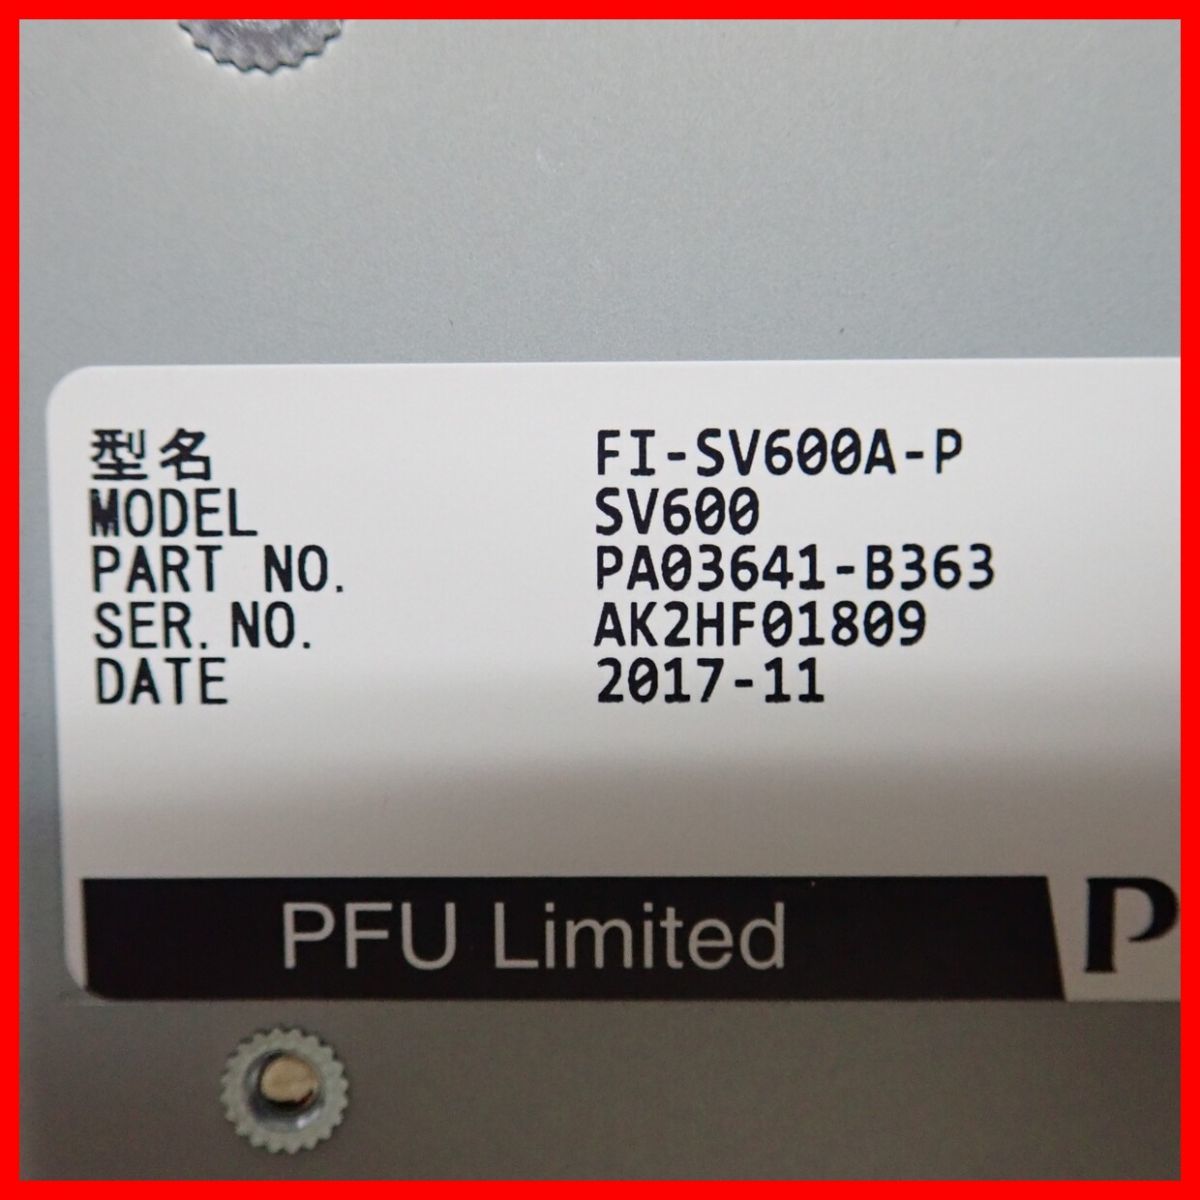 型名 FI-SV600A-P
MODEL SV600
PART NO. PA03641-B363
SER. NO. AK2HF01809
DATE 2017-11
PFU Limited P